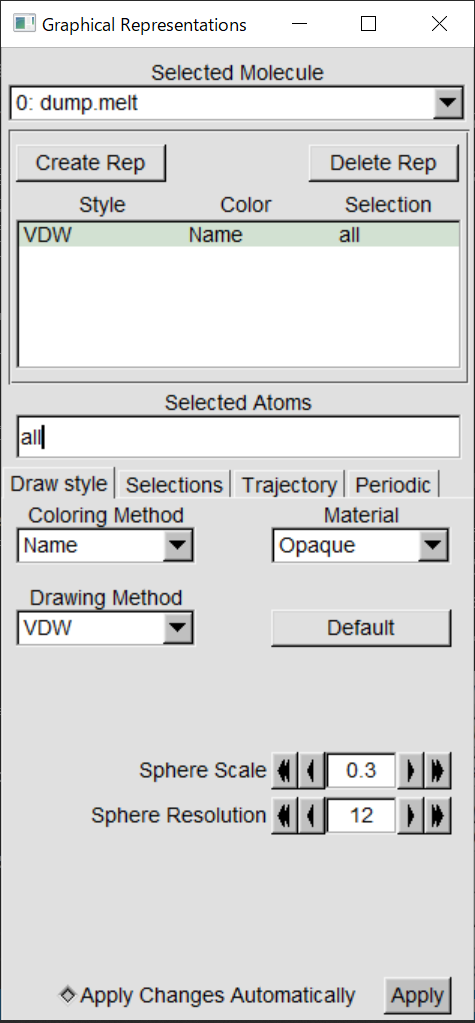 Graphical Representations
Selected Molecule
0: dump.melt
Create Rep Delete Rep
Style Color Selection
VDW Name all
Selected Atoms
all
Draw style Selections Trajectory Periodic
Coloring Method Material
Name Opaque
Drawing Method
VDW Default
Sphere Scale 0.3
Sphere Resolution 12
Apply Changes Automatically Apply